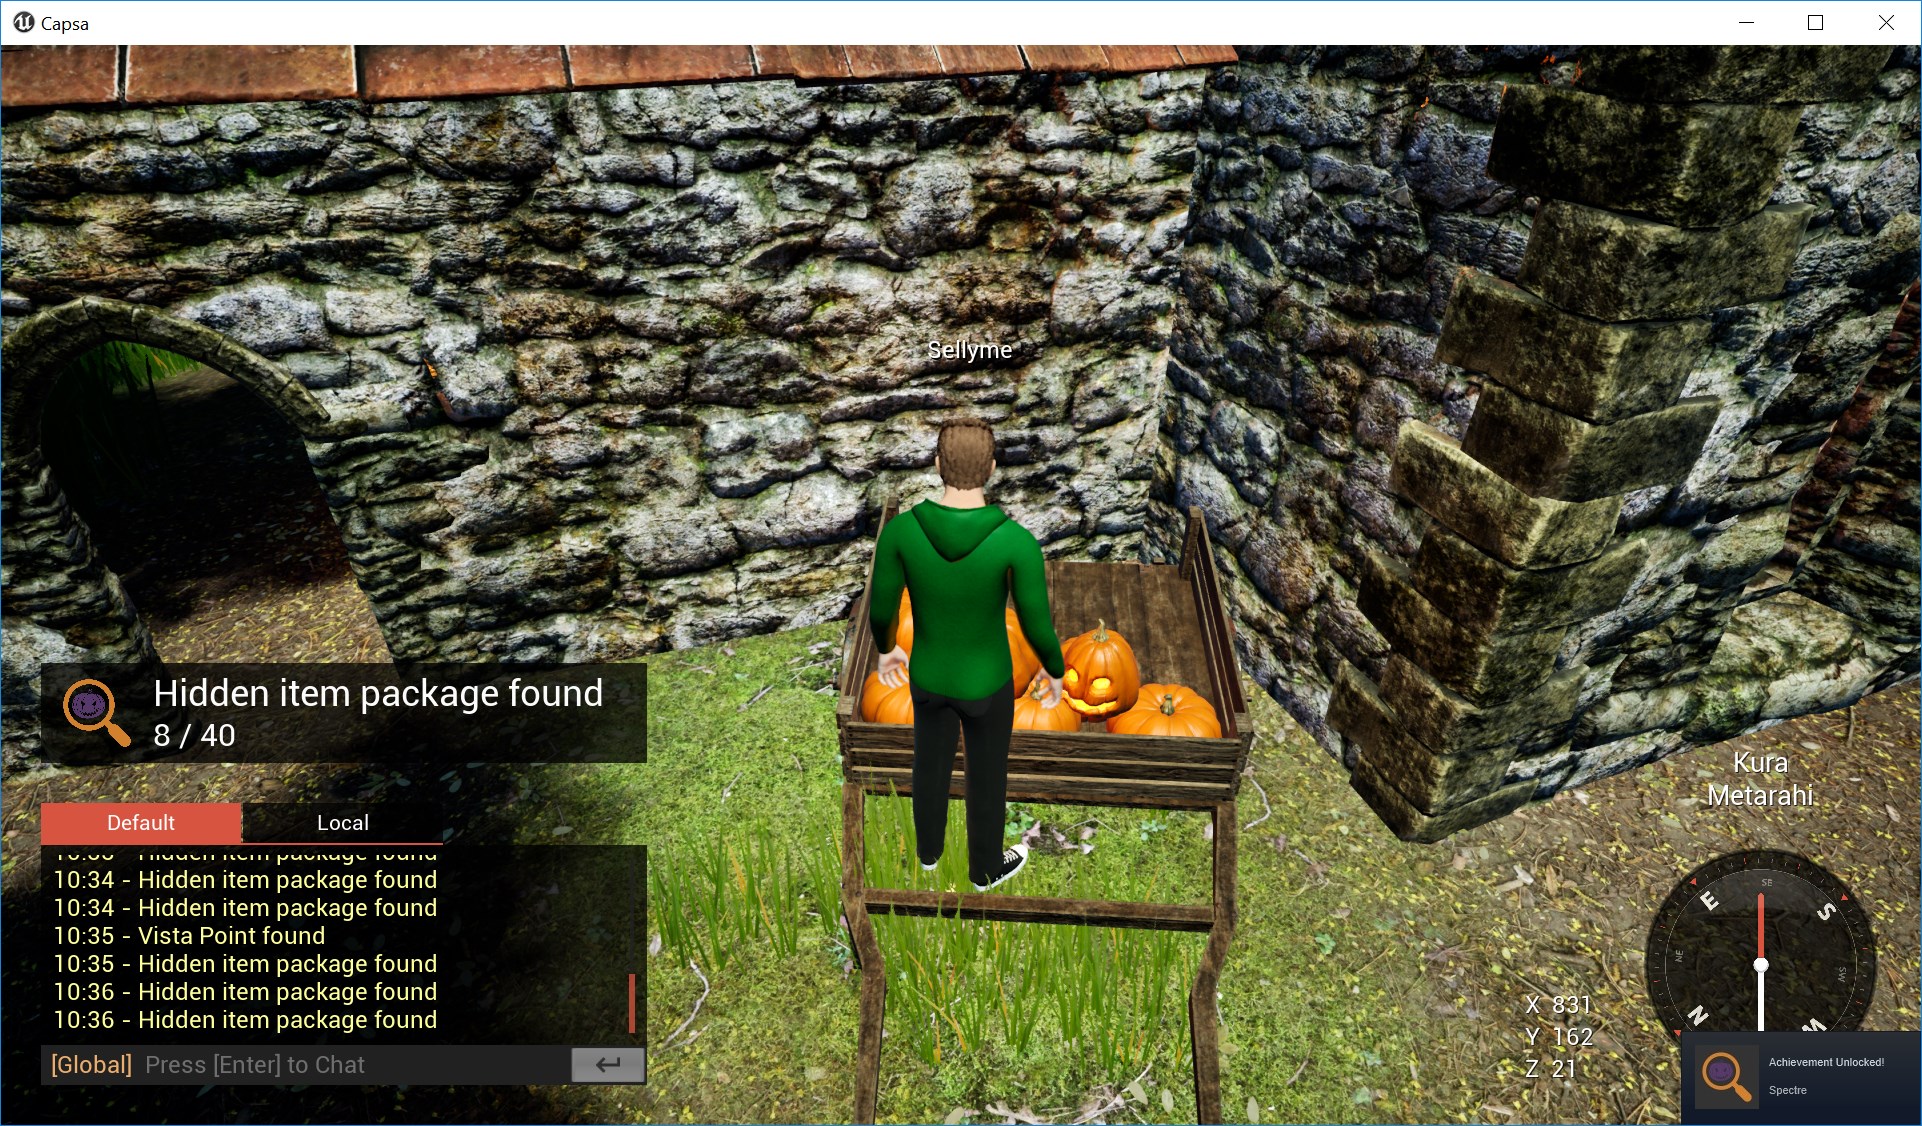 Capsa
Sellyme
Hidden item package found
8 / 40
Default
Local
10:34 - Hidden item package found
10:34 - Hidden item package found
10:35 - Vista Point found
10:35 - Hidden item package found
10:36 - Hidden item package found
10:36 - Hidden item package found
[Global] Press [Enter] to Chat
Kura
Metarahi
SE
E
S
NE
SW
N
W
X 831
Y 162
Z 21
Achievement Unlocked!
Spectre